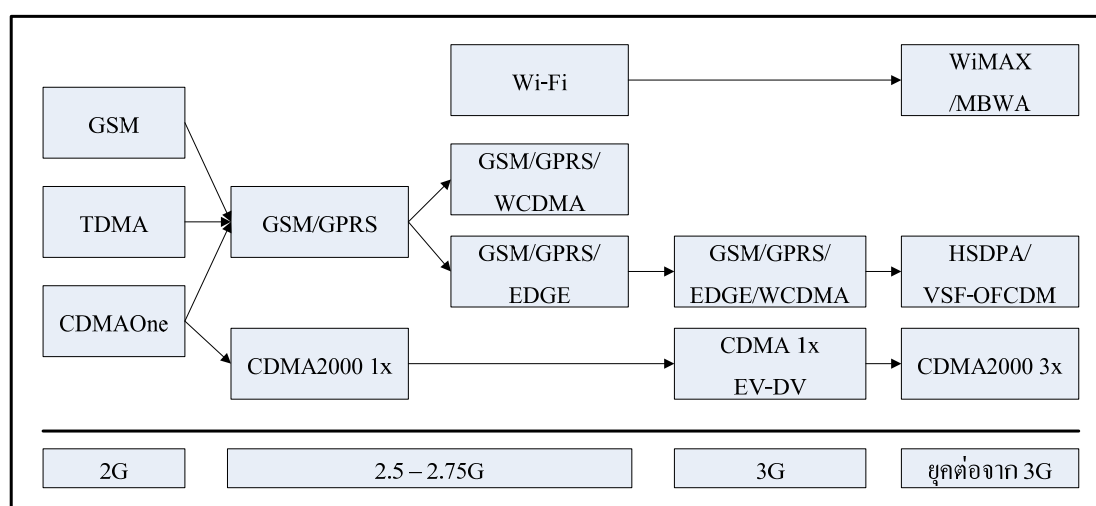 Wi-Fi
WiMAX
/MBWA
GSM
GSM/GPRS/
WCDMA
TDMA
GSM/GPRS
GSM/GPRS/
EDGE
GSM/GPRS/
EDGE/WCDMA
HSDPA/
VSF-OFCDM
CDMAOne
CDMA2000 1x
CDMA 1x
EV-DV
CDMA2000 3x
2G
2.5 – 2.75G
3G
ยุคต่อจาก 3G